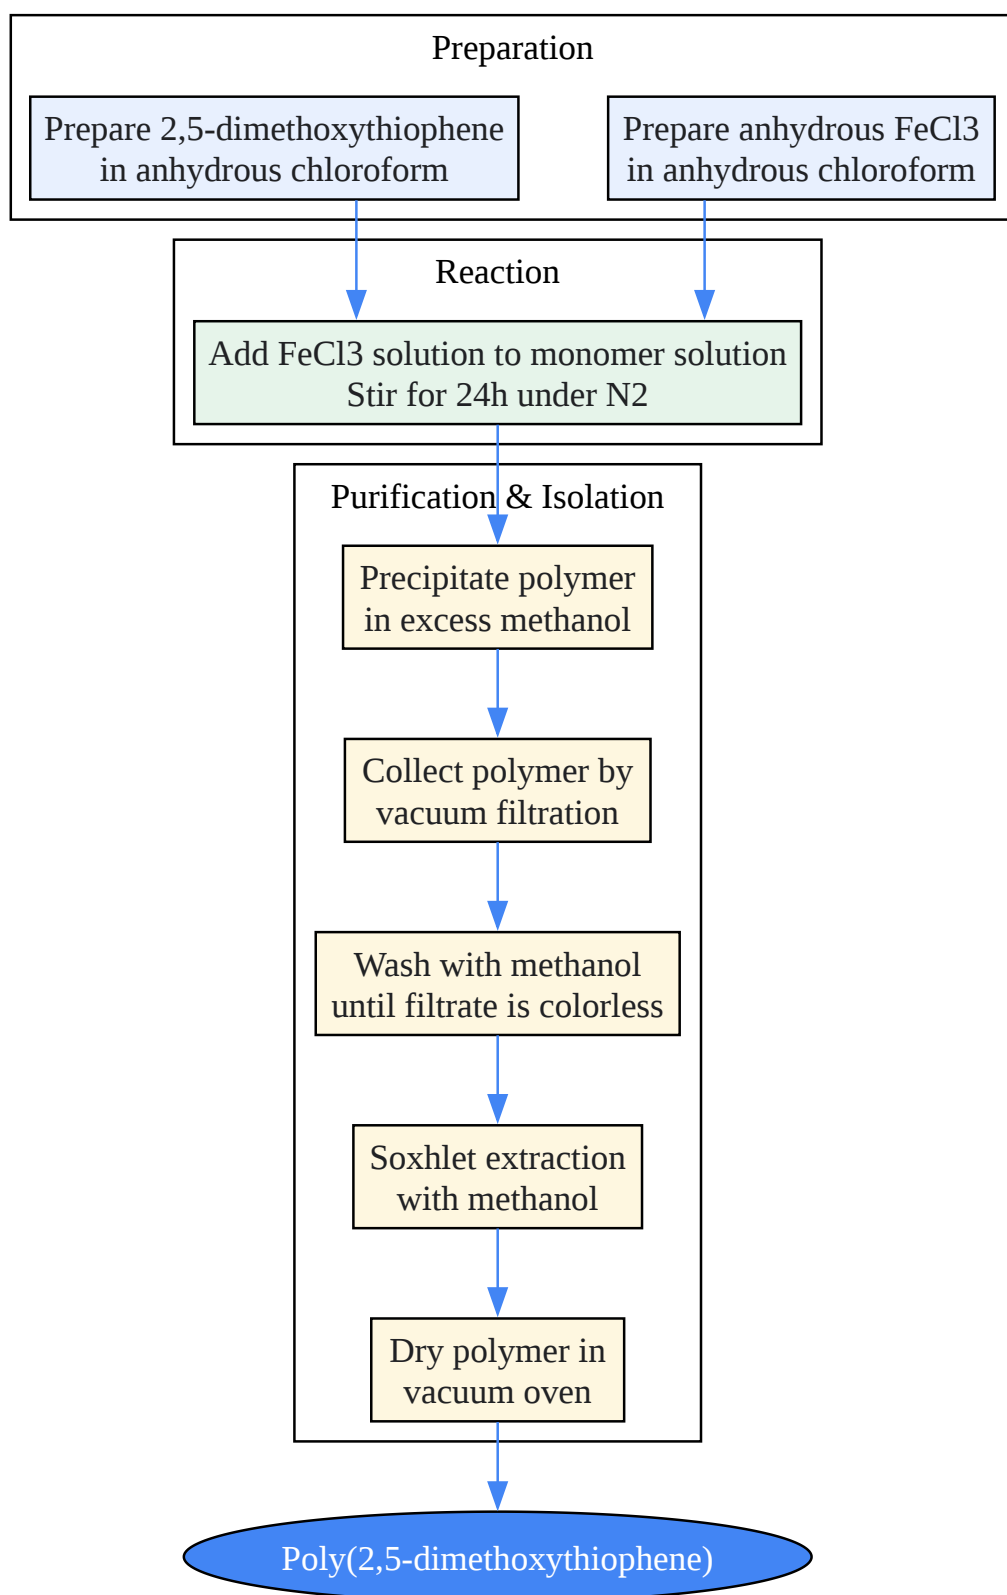 Preparation
Prepare 2,5-dimethoxythiophene
in anhydrous chloroform
Prepare anhydrous FeCl3
in anhydrous chloroform
Reaction
Add FeCl3 solution to monomer solution
Stir for 24h under N2
Purification & Isolation
Precipitate polymer
in excess methanol
Collect polymer by
vacuum filtration
Wash with methanol
until filtrate is colorless
Soxhlet extraction
with methanol
Dry polymer in
vacuum oven
Poly(2,5-dimethoxythiophene)